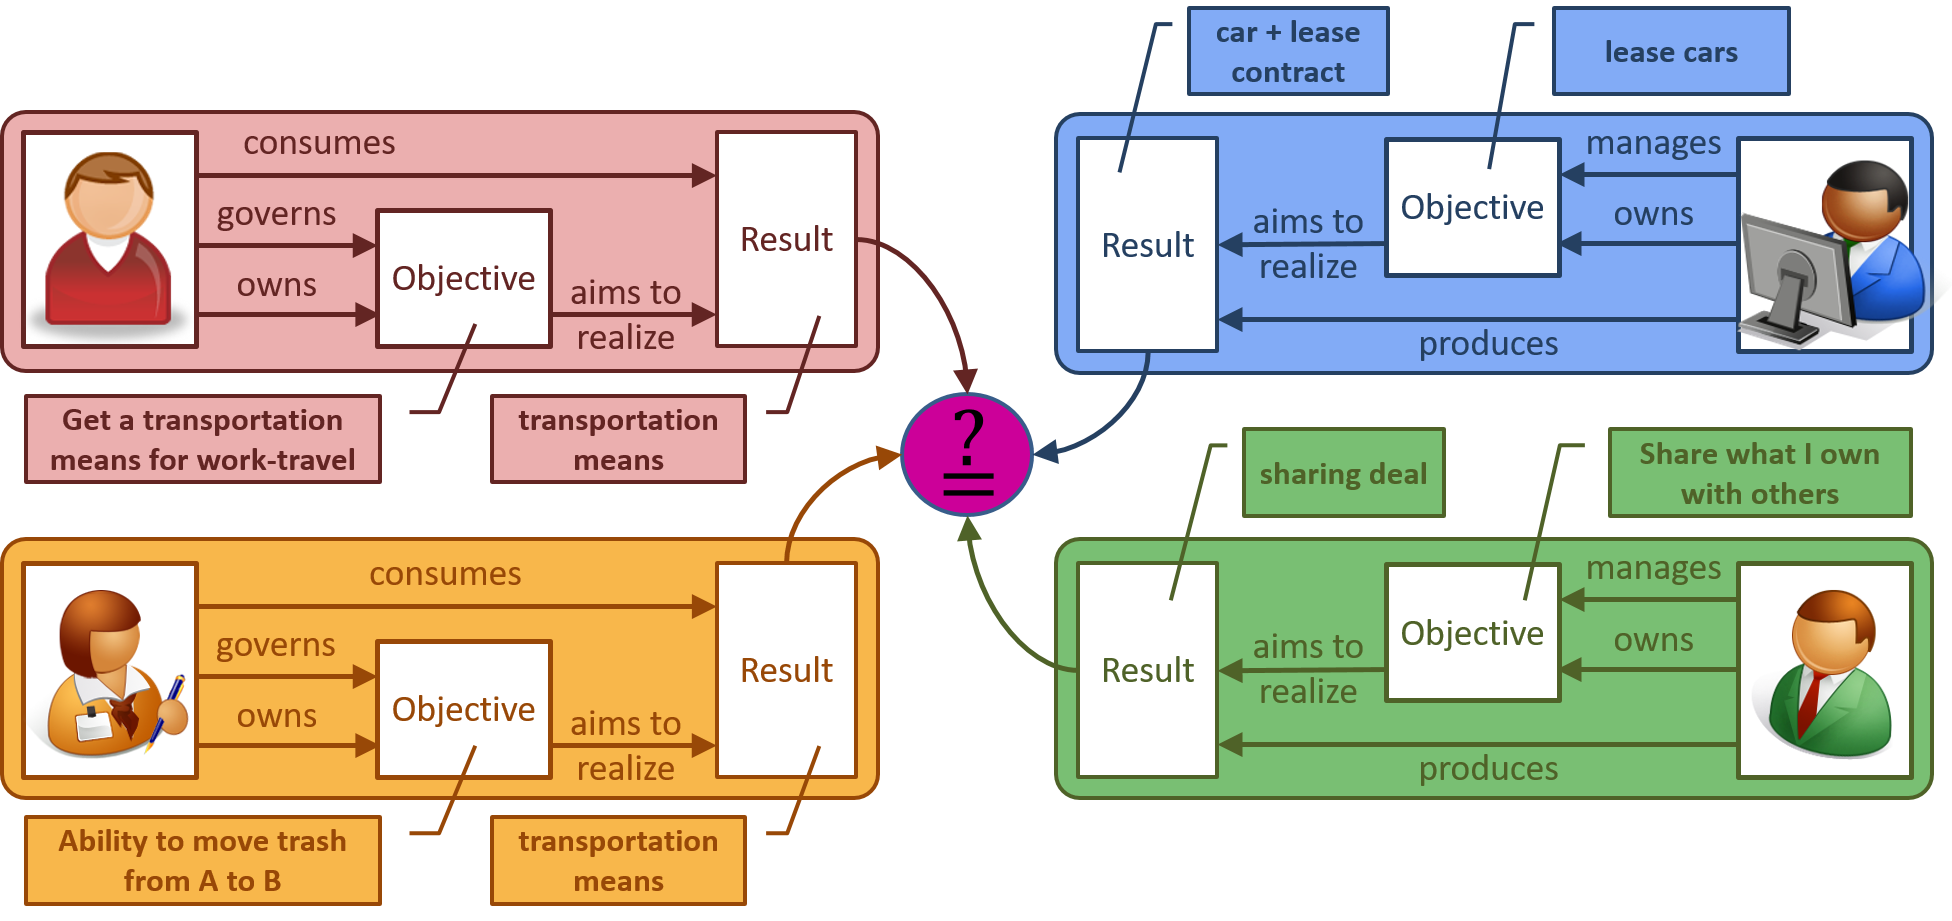 car + lease
contract
lease cars
consumes
governs
owns
Objective
aims to
realize
Result
Get a transportation
means for work-travel
transportation
means
manages
owns
Objective
aims to
realize
Result
produces
?
=
sharing deal
Share what I own
with others
consumes
governs
owns
Objective
aims to
realize
Result
Ability to move trash
from A to B
transportation
means
manages
owns
Objective
aims to
realize
Result
produces